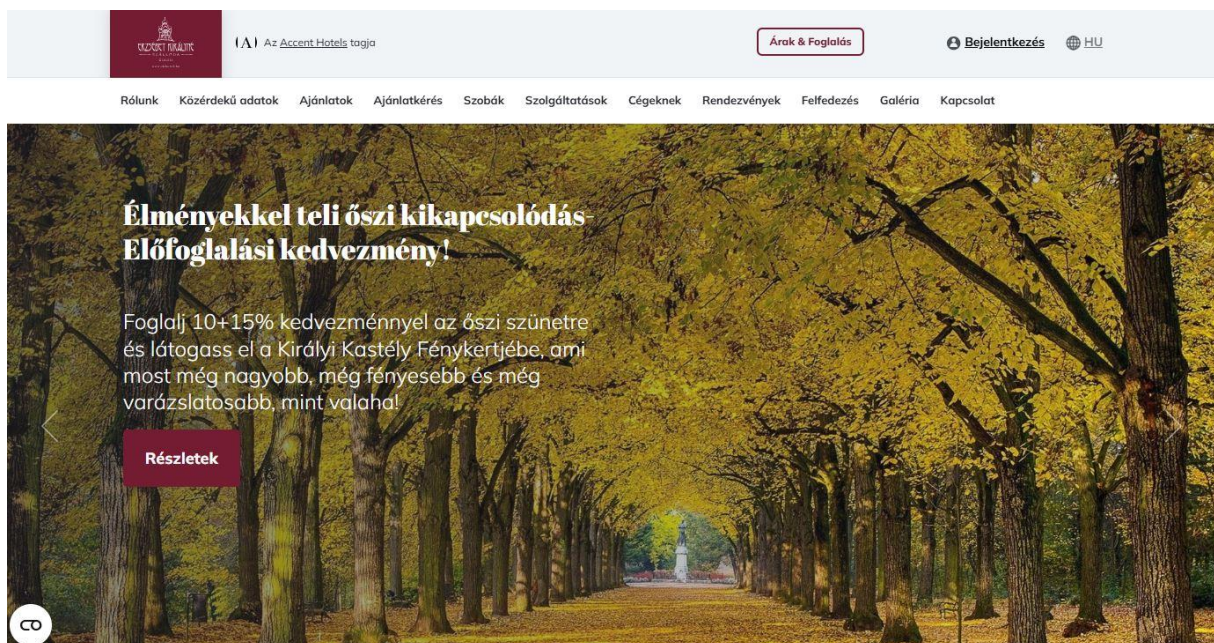 ERZSÉBET KIRÁLYNÉ
(A) Az Accent Hotels tagja
Árak & Foglalás
Bejelentkezés
HU
Rólunk Közérdekű adatok Ajánlatok Ajánlatkérés Szobák Szolgáltatások Cégeknek Rendezvények Felfedezés Galéria Kapcsolat
Élményekkel teli őszi kikapcsolódás-
Előfoglalási kedvezmény!
Foglalj 10+15% kedvezménnyel az őszi szünetre
és látogass el a Királyi Kastély Fénykertjébe, ami
most még nagyobb, még fényesebb és még
varázslatosabb, mint valaha!
Részletek